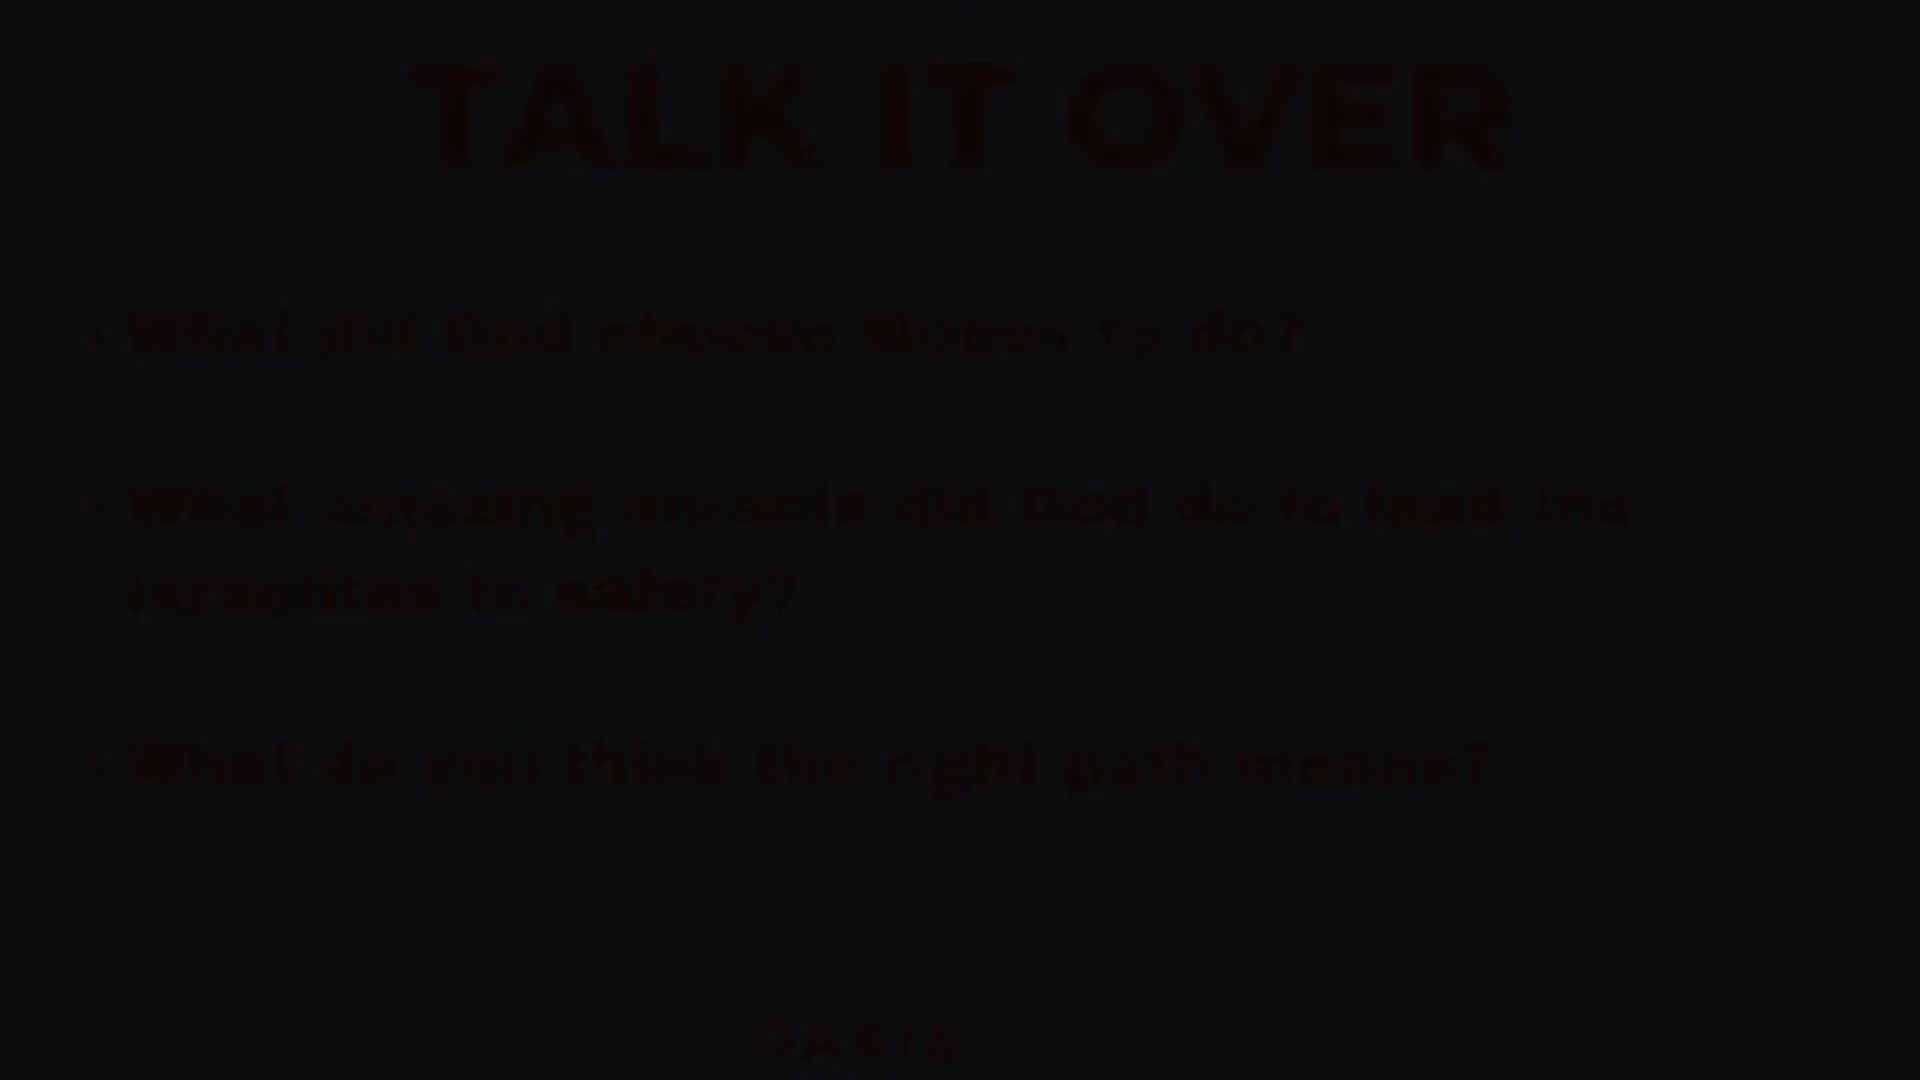 TALK IT OVER
• What did God choose Moses to do?
• What amazing miracle did God do to lead the
Israelites to safety?
• What do you think the right path means?
OASIS